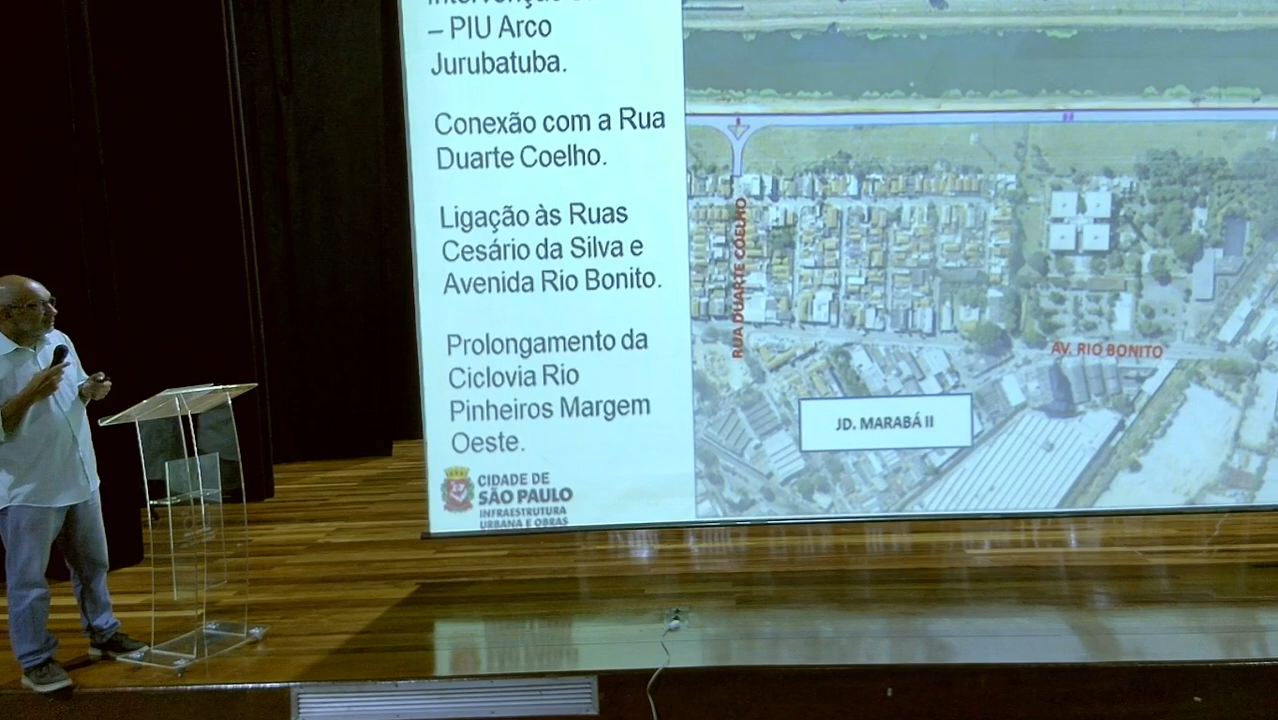 – PIU Arco
Jurubatuba.
Conexão com a Rua
Duarte Coelho.
Ligação às Ruas
Cesário da Silva e
Avenida Rio Bonito.
Prolongamento da
Ciclovia Rio
Pinheiros Margem
Oeste.
CIDADE DE
SÃO PAULO
INFRAESTRUTURA
URBANA E OBRAS
RUA DUARTE COELHO
AV. RIO BONITO
JD. MARABÁ II